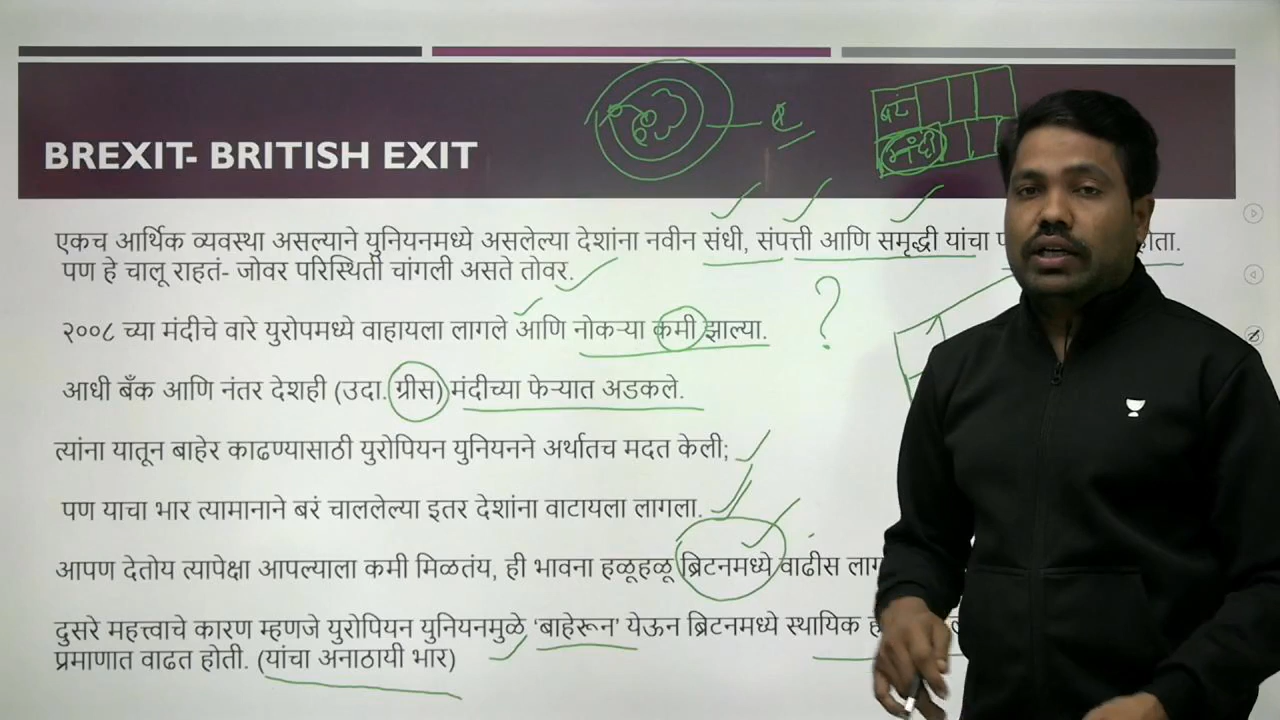 BREXIT- BRITISH EXIT
बरं
मंदी
एकच आर्थिक व्यवस्था असल्याने युनियनमध्ये असलेल्या देशांना नवीन संधी, संपत्ती आणि समृद्धी यांचा
पण हे चालू राहतं- जोवर परिस्थिती चांगली असते तोवर.
२००८ च्या मंदीचे वारे युरोपमध्ये वाहायला लागले आणि नोकऱ्या कमी झाल्या.
?
आधी बँक आणि नंतर देशही (उदा. ग्रीस) मंदीच्या फेऱ्यात अडकले.
त्यांना यातून बाहेर काढण्यासाठी युरोपियन युनियनने अर्थातच मदत केली;
पण याचा भार त्यामानाने बरं चाललेल्या इतर देशांना वाटायला लागला.
आपण देतोय त्यापेक्षा आपल्याला कमी मिळतंय, ही भावना हळूहळू ब्रिटनमध्ये वाढीस
दुसरे महत्त्वाचे कारण म्हणजे युरोपियन युनियनमुळे 'बाहेरून' येऊन ब्रिटनमध्ये स्थायिक
प्रमाणात वाढत होती. (यांचा अनाठायी भार)